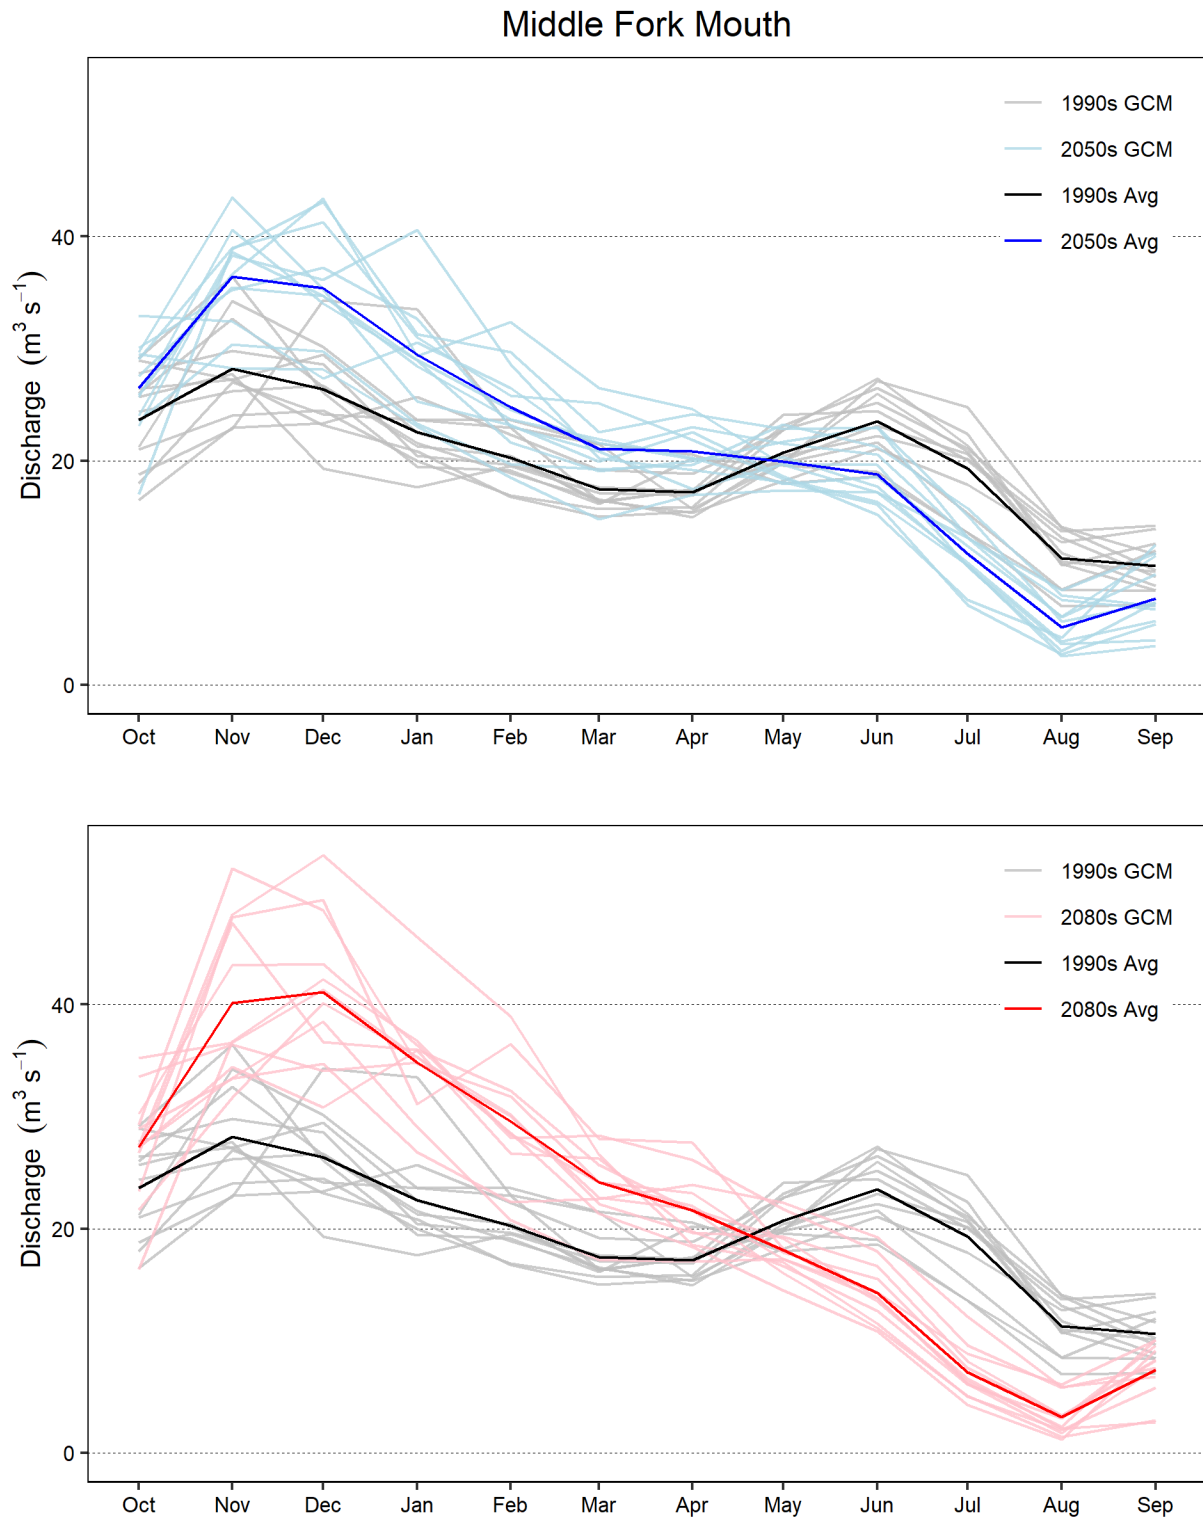 Middle Fork Mouth
1990s GCM
2050s GCM
1990s Avg
2050s Avg
40
20
0
Discharge (m³ s⁻¹)
Oct Nov Dec Jan Feb Mar Apr May Jun Jul Aug Sep
1990s GCM
2080s GCM
1990s Avg
2080s Avg
40
20
0
Discharge (m³ s⁻¹)
Oct Nov Dec Jan Feb Mar Apr May Jun Jul Aug Sep